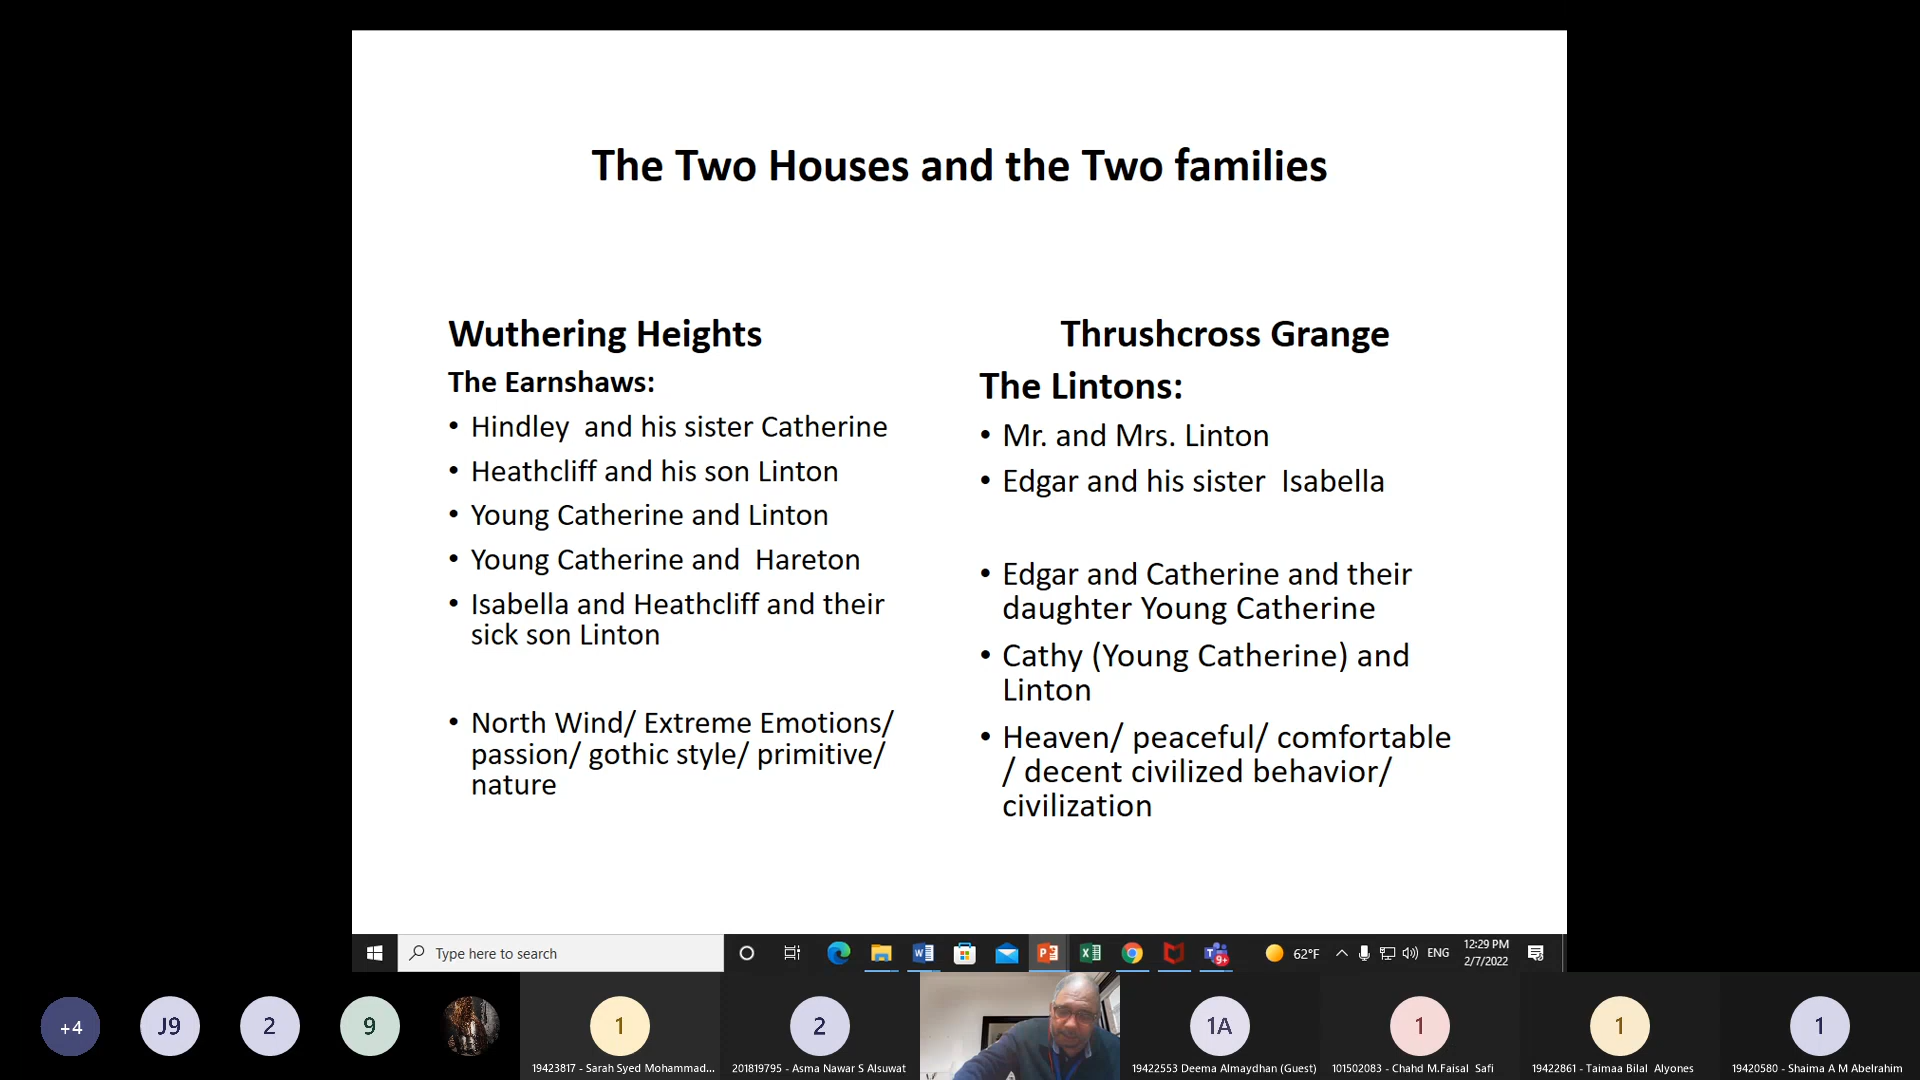 The Two Houses and the Two families
Wuthering Heights
The Earnshaws:
• Hindley  and his sister Catherine
• Heathcliff and his son Linton
• Young Catherine and Linton
• Young Catherine and  Hareton
• Isabella and Heathcliff and their
sick son Linton
• North Wind/ Extreme Emotions/
passion/ gothic style/ primitive/
nature
Thrushcross Grange
The Lintons:
• Mr. and Mrs. Linton
• Edgar and his sister  Isabella
• Edgar and Catherine and their
daughter Young Catherine
• Cathy (Young Catherine) and
Linton
• Heaven/ peaceful/ comfortable
/ decent civilized behavior/
civilization
Type here to search
9+
62°F
ENG
12:29 PM
2/7/2022
+4
J9
2
9
1
19423817 - Sarah Syed Mohammad...
2
201819795 - Asma Nawar S Alsuwat
1A
19422553 Deema Almaydhan (Guest)
1
101502083 - Chahd M.Faisal  Safi
1
19422861 - Taimaa Bilal  Alyones
1
19420580 - Shaima A M Abelrahim